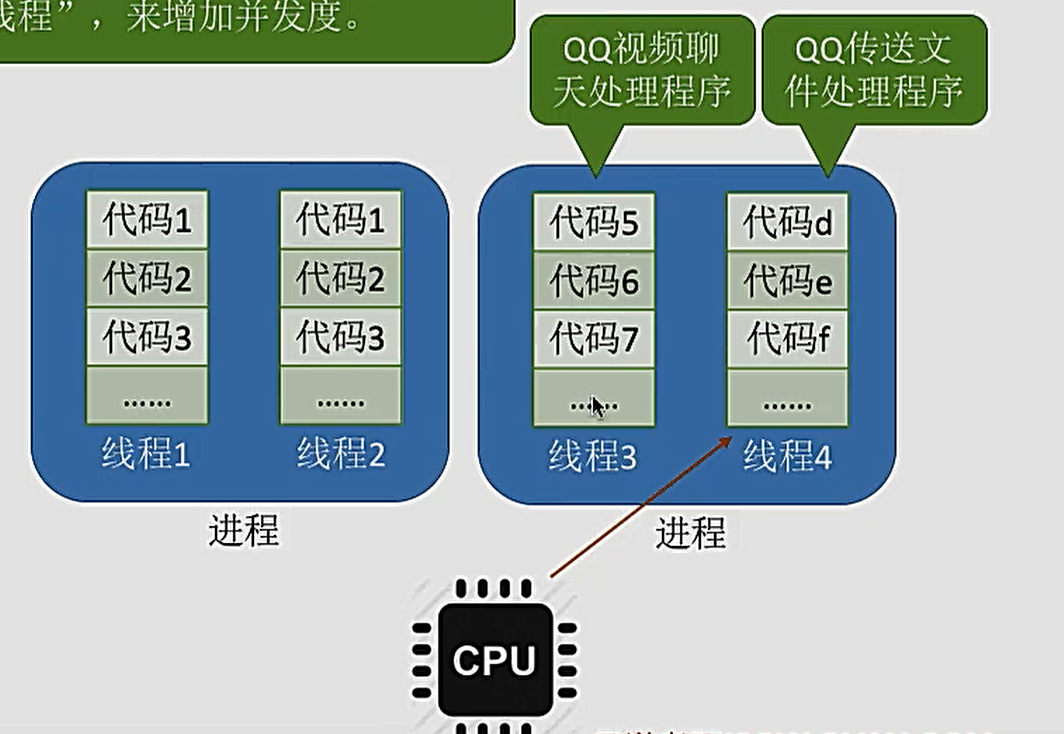 线程”，来增加并发度。
QQ视频聊
天处理程序
QQ传送文
件处理程序
代码1
代码2
代码3
......
线程1
代码1
代码2
代码3
......
线程2
进程
代码5
代码6
代码7
......
线程3
代码d
代码e
代码f
......
线程4
进程
CPU